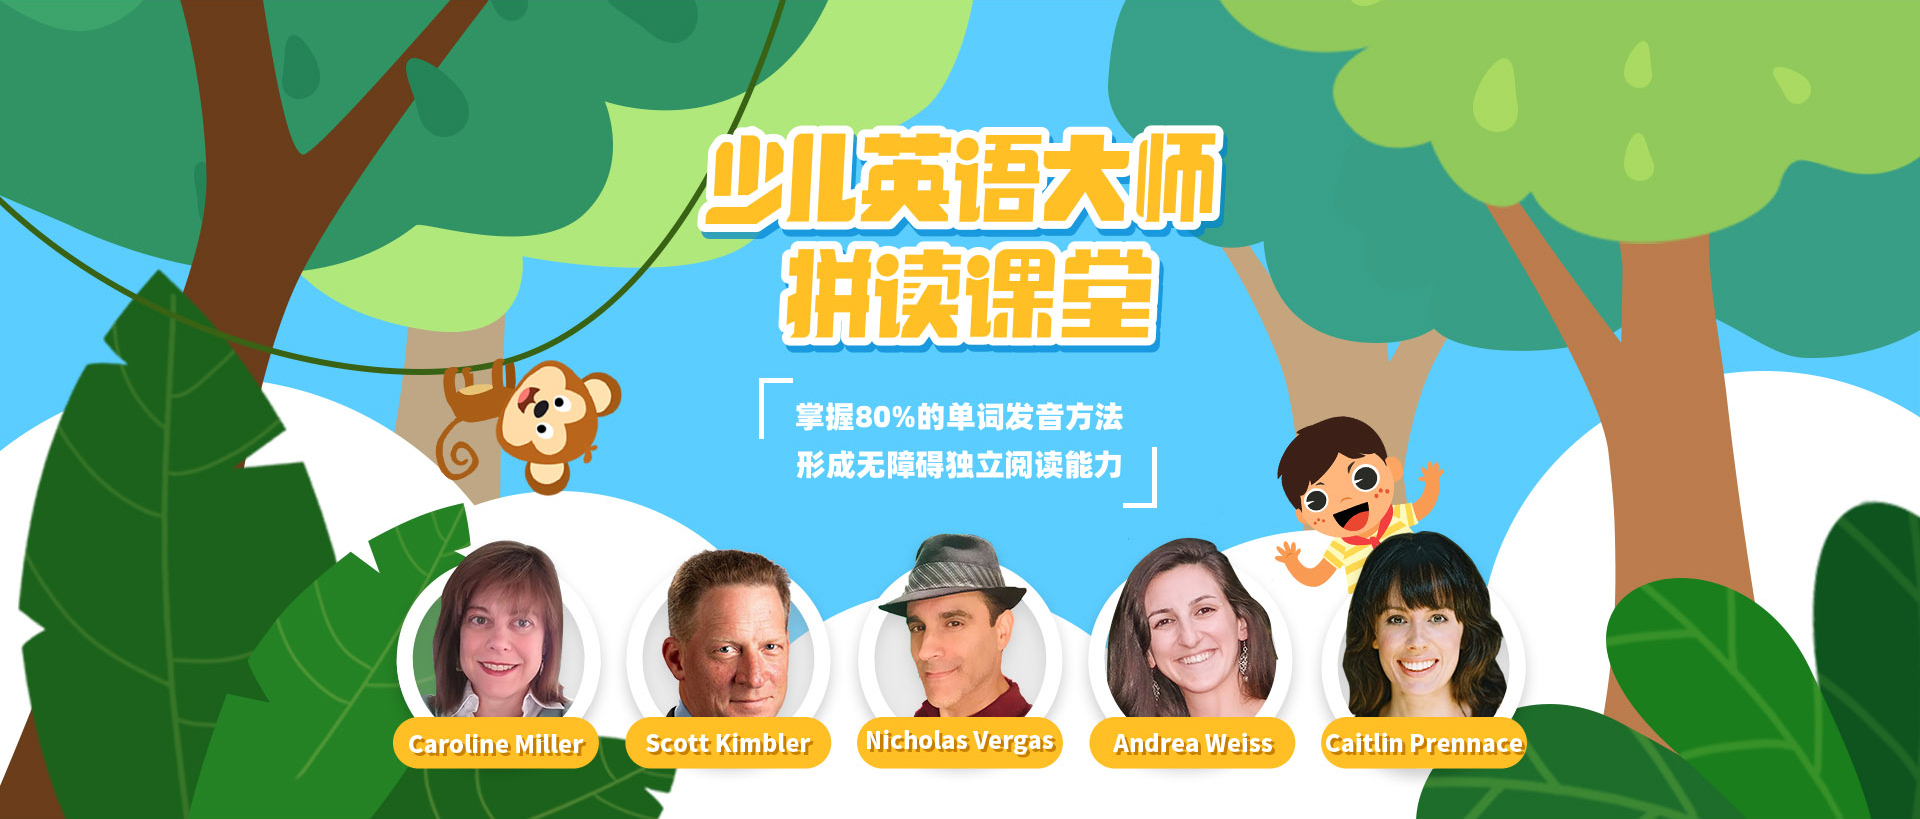 少儿英语大师
拼读课堂
掌握80%的单词发音方法
形成无障碍独立阅读能力
Caroline Miller
Scott Kimbler
Nicholas Vergas
Andrea Weiss
Caitlin Prennace